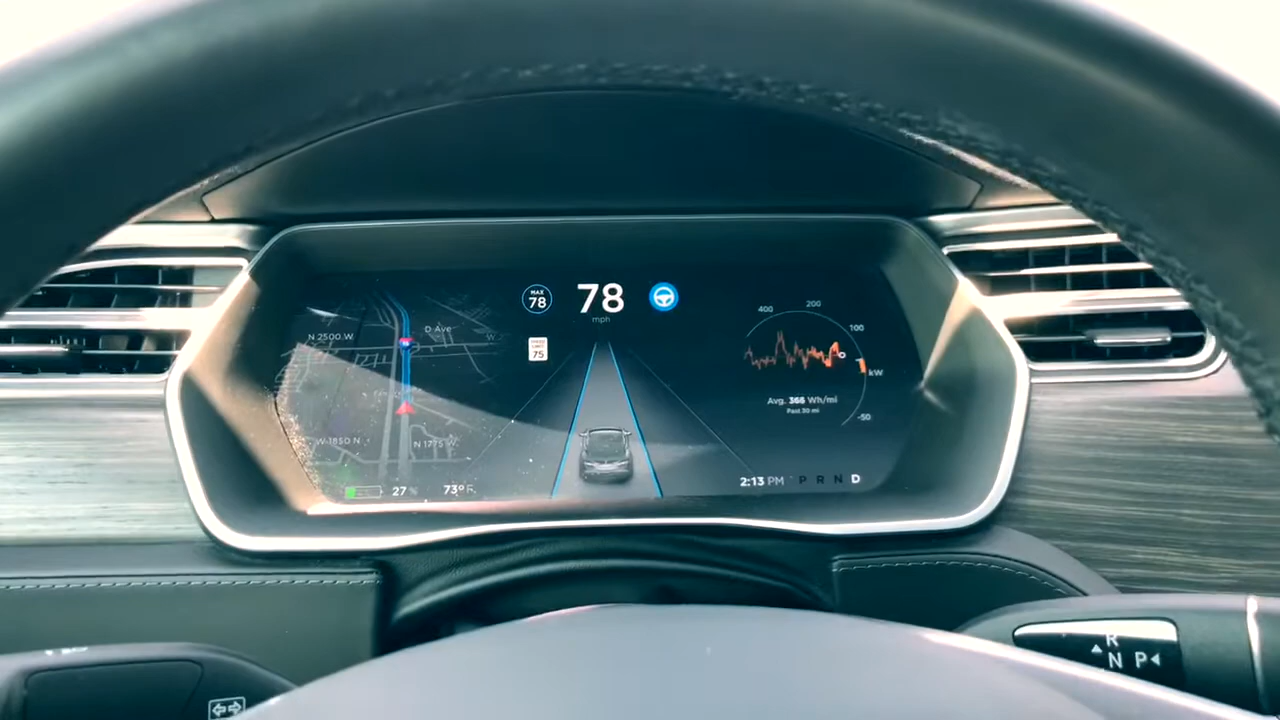 MAX
78
78
mph
SPEED
LIMIT
75
N 2500 W
D Ave
W
W 1850 N
N 1775 W
27 %
73°F
400
200
100
kW
-50
Avg. 366 Wh/mi
Past 30 mi
2:13 PM
P R N D
R
N P